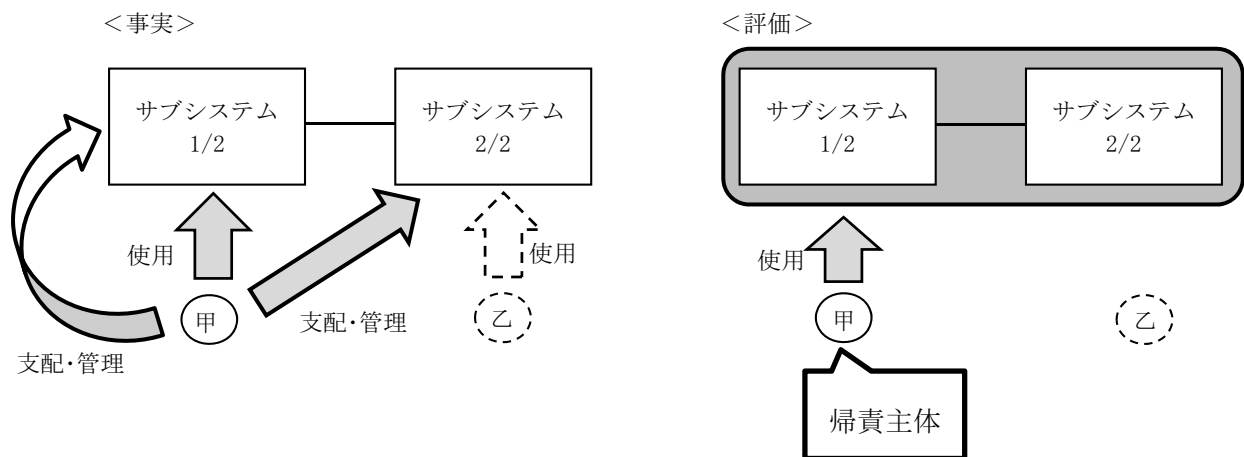 ＜事実＞
サブシステム
1/2
サブシステム
2/2
使用
使用
甲
乙
支配・管理
支配・管理
＜評価＞
サブシステム
1/2
サブシステム
2/2
使用
甲
乙
帰責主体